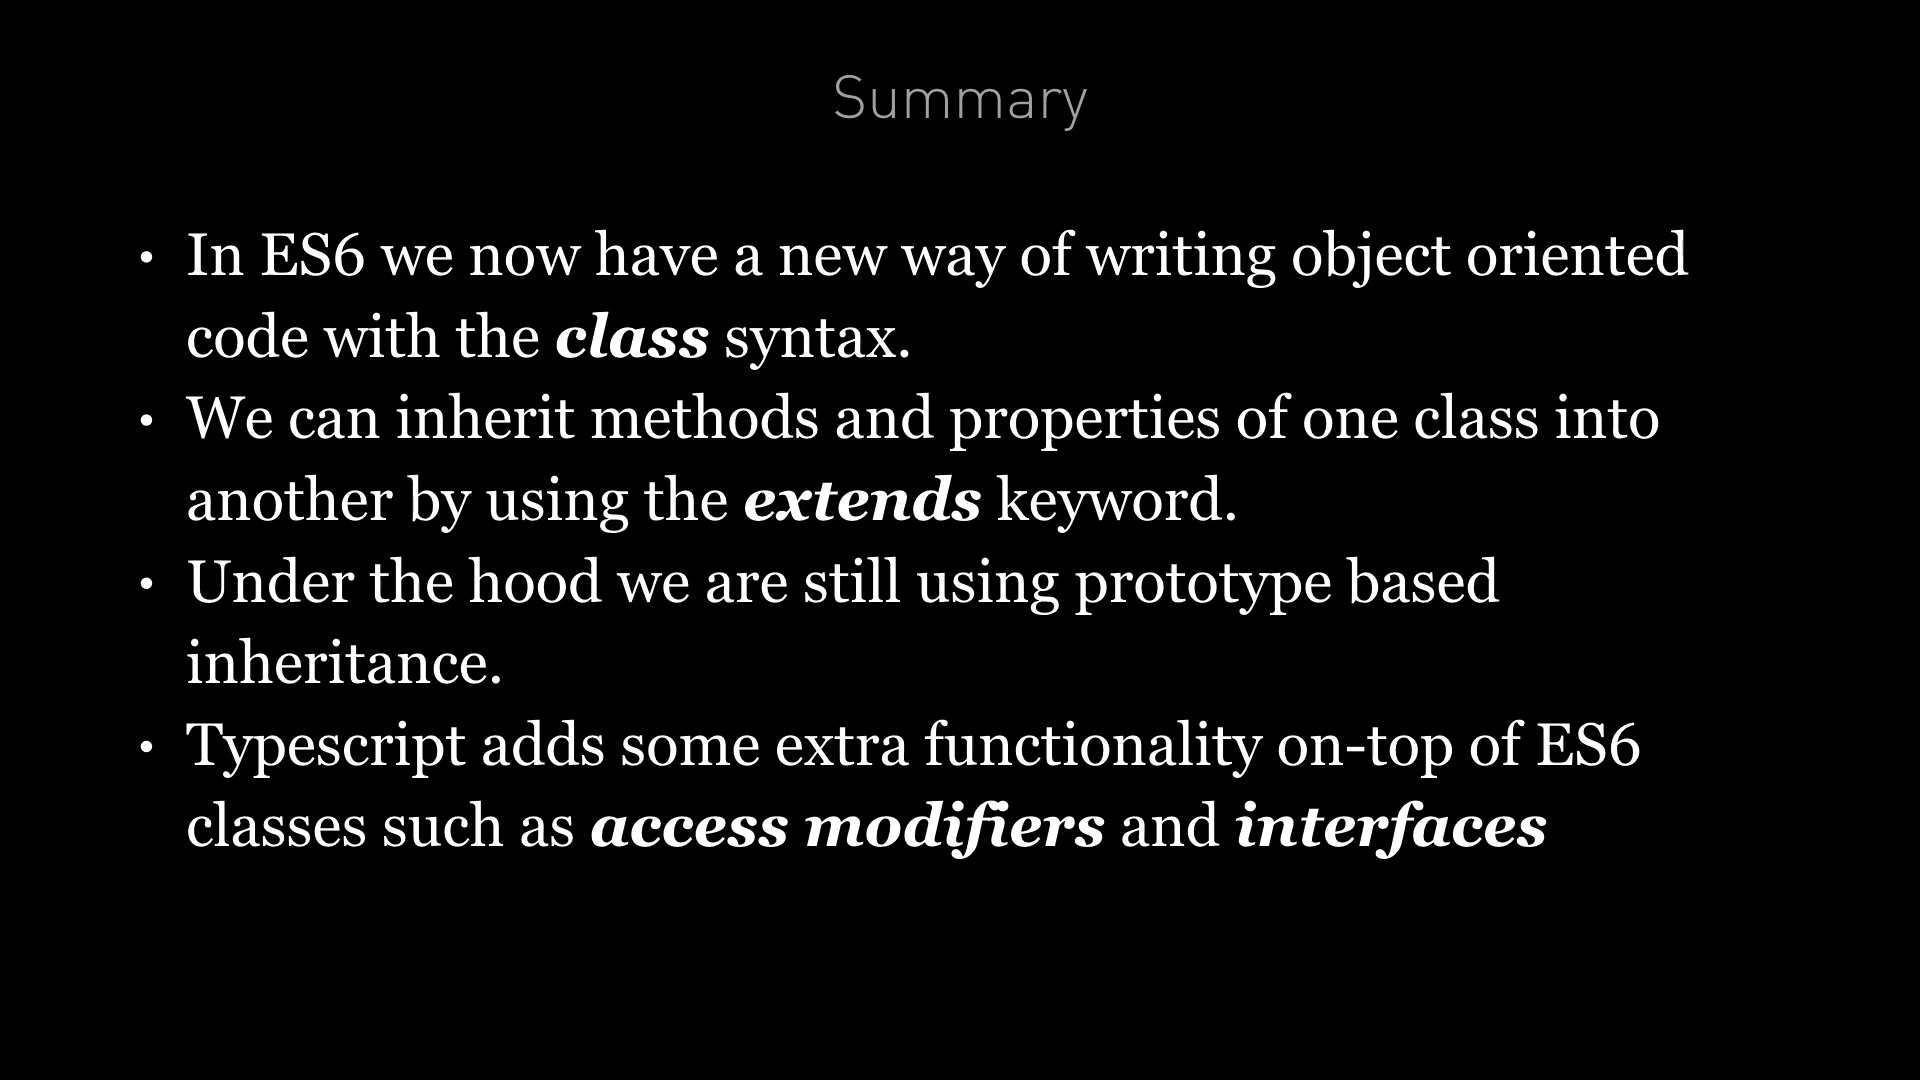 Summary
• In ES6 we now have a new way of writing object oriented
code with the class syntax.
• We can inherit methods and properties of one class into
another by using the extends keyword.
• Under the hood we are still using prototype based
inheritance.
• Typescript adds some extra functionality on-top of ES6
classes such as access modifiers and interfaces